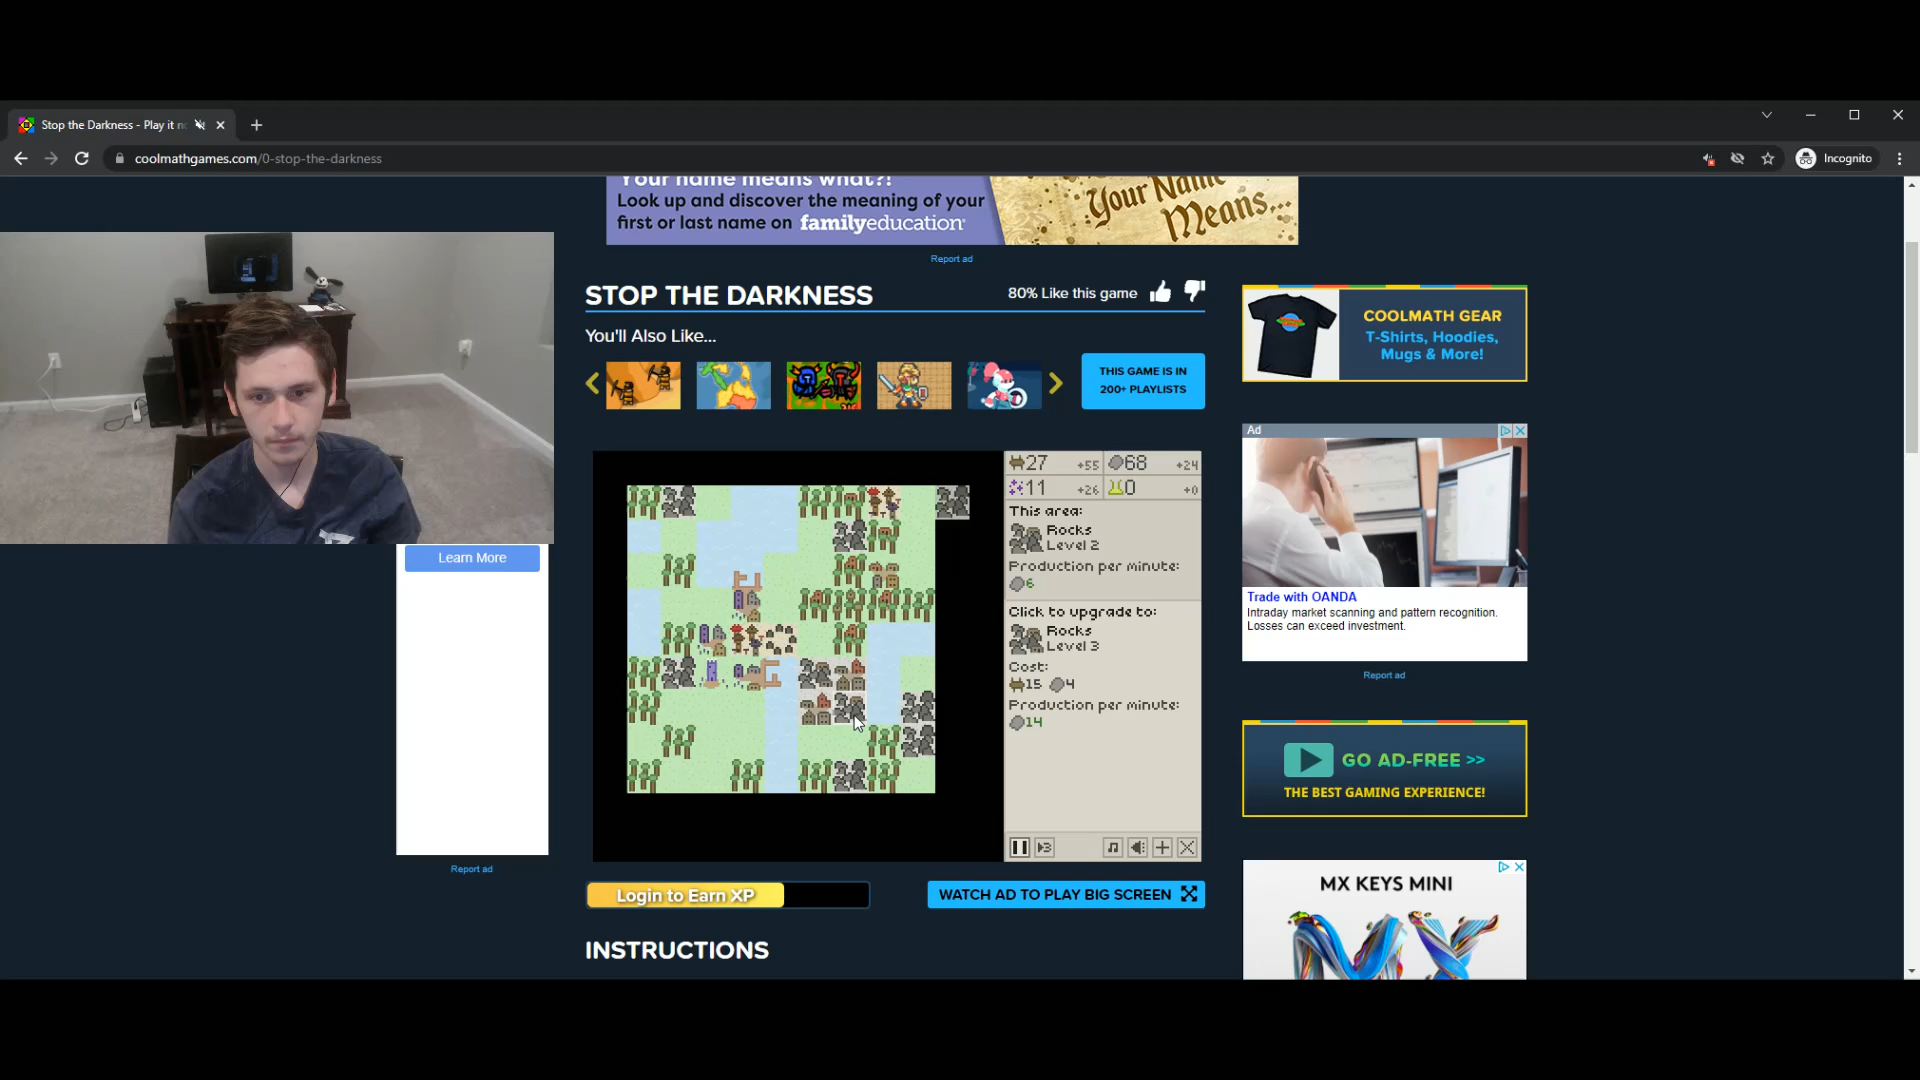 Stop the Darkness - Play it n
coolmathgames.com/0-stop-the-darkness
Incognito
Your name means what?!
Look up and discover the meaning of your
first or last name on familyeducation
Your Name
Means...
Report ad
STOP THE DARKNESS
80% Like this game
You'll Also Like...
THIS GAME IS IN
200+ PLAYLISTS
COOLMATH GEAR
T-Shirts, Hoodies,
Mugs & More!
Ad
Trade with OANDA
Intraday market scanning and pattern recognition.
Losses can exceed investment.
Report ad
27 +55 68 +24
11 +26 0 +0
This area:
Rocks
Level 2
Production per minute:
6
Click to upgrade to:
Rocks
Level 3
Cost:
15 4
Production per minute:
14
Learn More
Report ad
GO AD-FREE >>
THE BEST GAMING EXPERIENCE!
Login to Earn XP
WATCH AD TO PLAY BIG SCREEN
MX KEYS MINI
INSTRUCTIONS